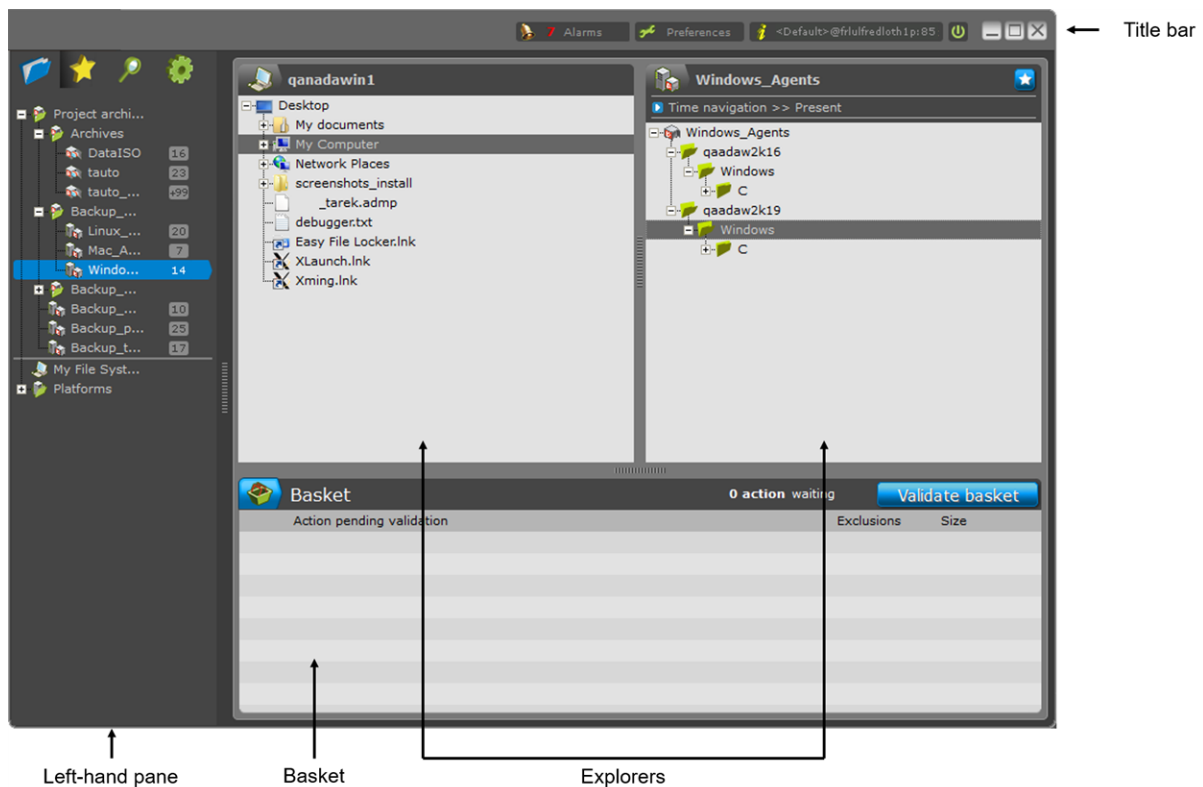 7 Alarms
Preferences
<Default>@frlulfredloth1p:85
Title bar
Project archi...
Archives
DataISO 16
tauto 23
tauto_... +99
Backup_...
Linux_... 20
Mac_A... 7
Windo... 14
Backup_...
Backup_... 10
Backup_p... 25
Backup_t... 17
My File Syst...
Platforms
qanadawin1
Desktop
My documents
My Computer
Network Places
screenshots_install
_tarek.admp
debugger.txt
Easy File Locker.lnk
XLaunch.lnk
Xming.lnk
Windows_Agents
Time navigation >> Present
Windows_Agents
qaadaw2k16
Windows
C
qaadaw2k19
Windows
C
Basket
0 action waiting
Validate basket
Action pending validation
Exclusions
Size
Left-hand pane
Basket
Explorers